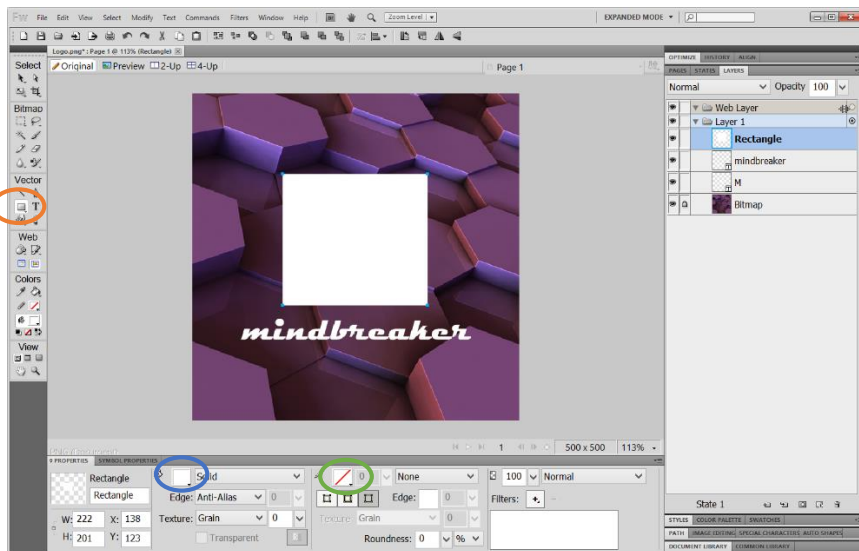 Fw File Edit View Select Modify Text Commands Filters Window Help Zoom Level EXPANDED MODE
Logo.png* : Page 1 @ 113% (Rectangle)
Original Preview 2-Up 4-Up Page 1
Select
Bitmap
Vector
T
Web
Colors
View
mindbreaker
1 500 x 500 113%
PROPERTIES SYMBOL PROPERTIES
Rectangle Solid 0 None 100 Normal
Rectangle Edge: Anti-Alias 0 Edge: 0 Filters:
W: 222 X: 138 Texture: Grain 0 Texture: Grain 0
H: 201 Y: 123 Transparent Roundness: 0 %
OPTIMIZE HISTORY ALIGN
PAGES STATES LAYERS
Normal Opacity 100
Web Layer
Layer 1
Rectangle
mindbreaker
M
Bitmap
State 1
STYLES COLOR PALETTE SWATCHES
PATH IMAGE EDITING SPECIAL CHARACTERS AUTO SHAPES
DOCUMENT LIBRARY COMMON LIBRARY